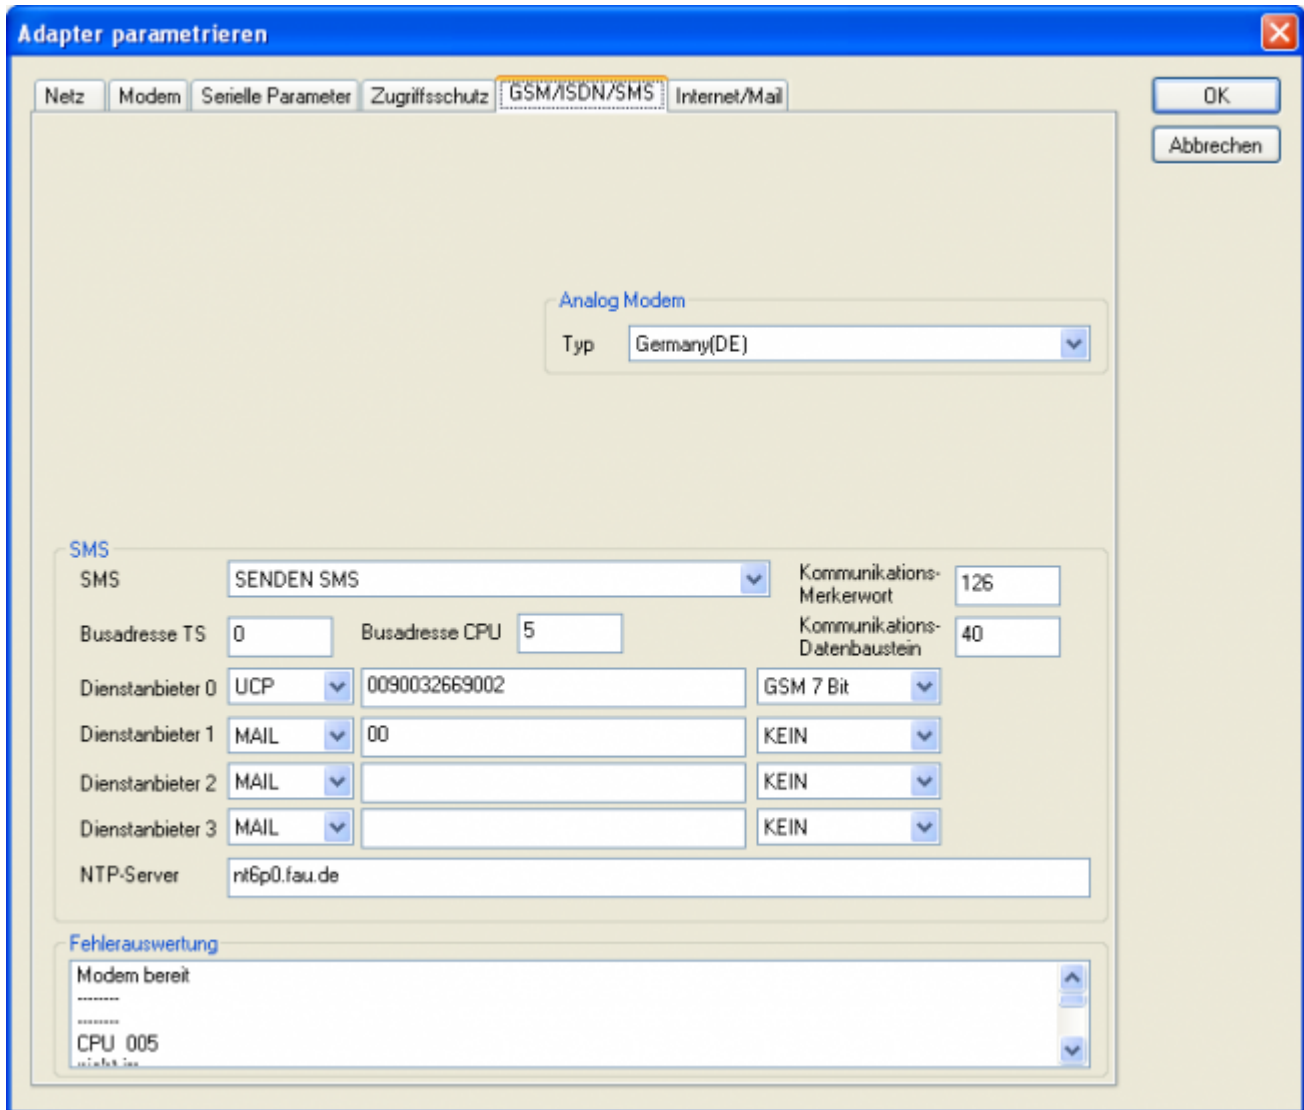 Adapter parametrieren
Netz Modem Serielle Parameter Zugriffsschutz GSM/ISDN/SMS Internet/Mail
OK
Abbrechen
Analog Modem
Typ Germany(DE)
SMS
SMS SENDEN SMS Kommunikations-
Merkerwort 126
Busadresse TS 0 Busadresse CPU 5 Kommunikations-
Datenbaustein 40
Dienstanbieter 0 UCP 0090032669002 GSM 7 Bit
Dienstanbieter 1 MAIL 00 KEIN
Dienstanbieter 2 MAIL KEIN
Dienstanbieter 3 MAIL KEIN
NTP-Server nt6p0.fau.de
Fehlerauswertung
Modem bereit
--------
--------
CPU 005